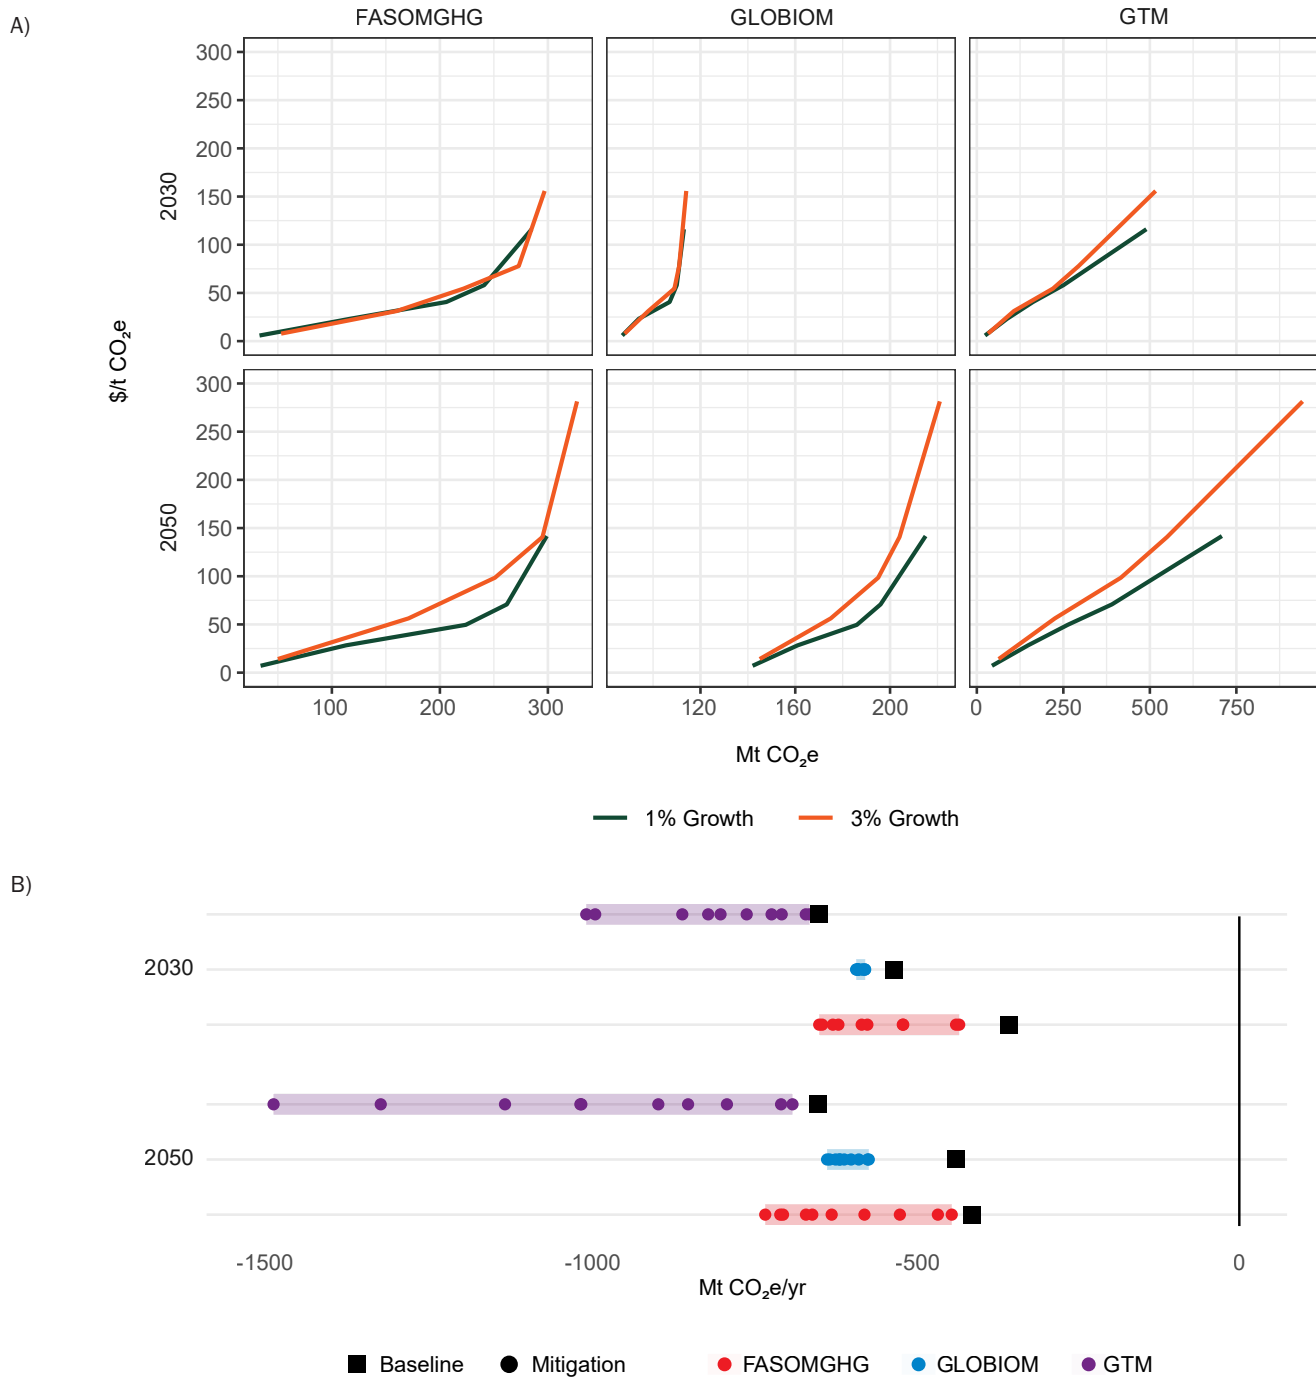 A)
FASOMGHG GLOBIOM GTM
300
250
200
150
100
50
0
2030
300
250
200
150
100
50
0
2050
$/t CO₂e
100 200 300 120 160 200 0 250 500 750
Mt CO₂e
1% Growth 3% Growth
B)
2030
2050
-1500 -1000 -500 0
Mt CO₂e/yr
Baseline Mitigation FASOMGHG GLOBIOM GTM